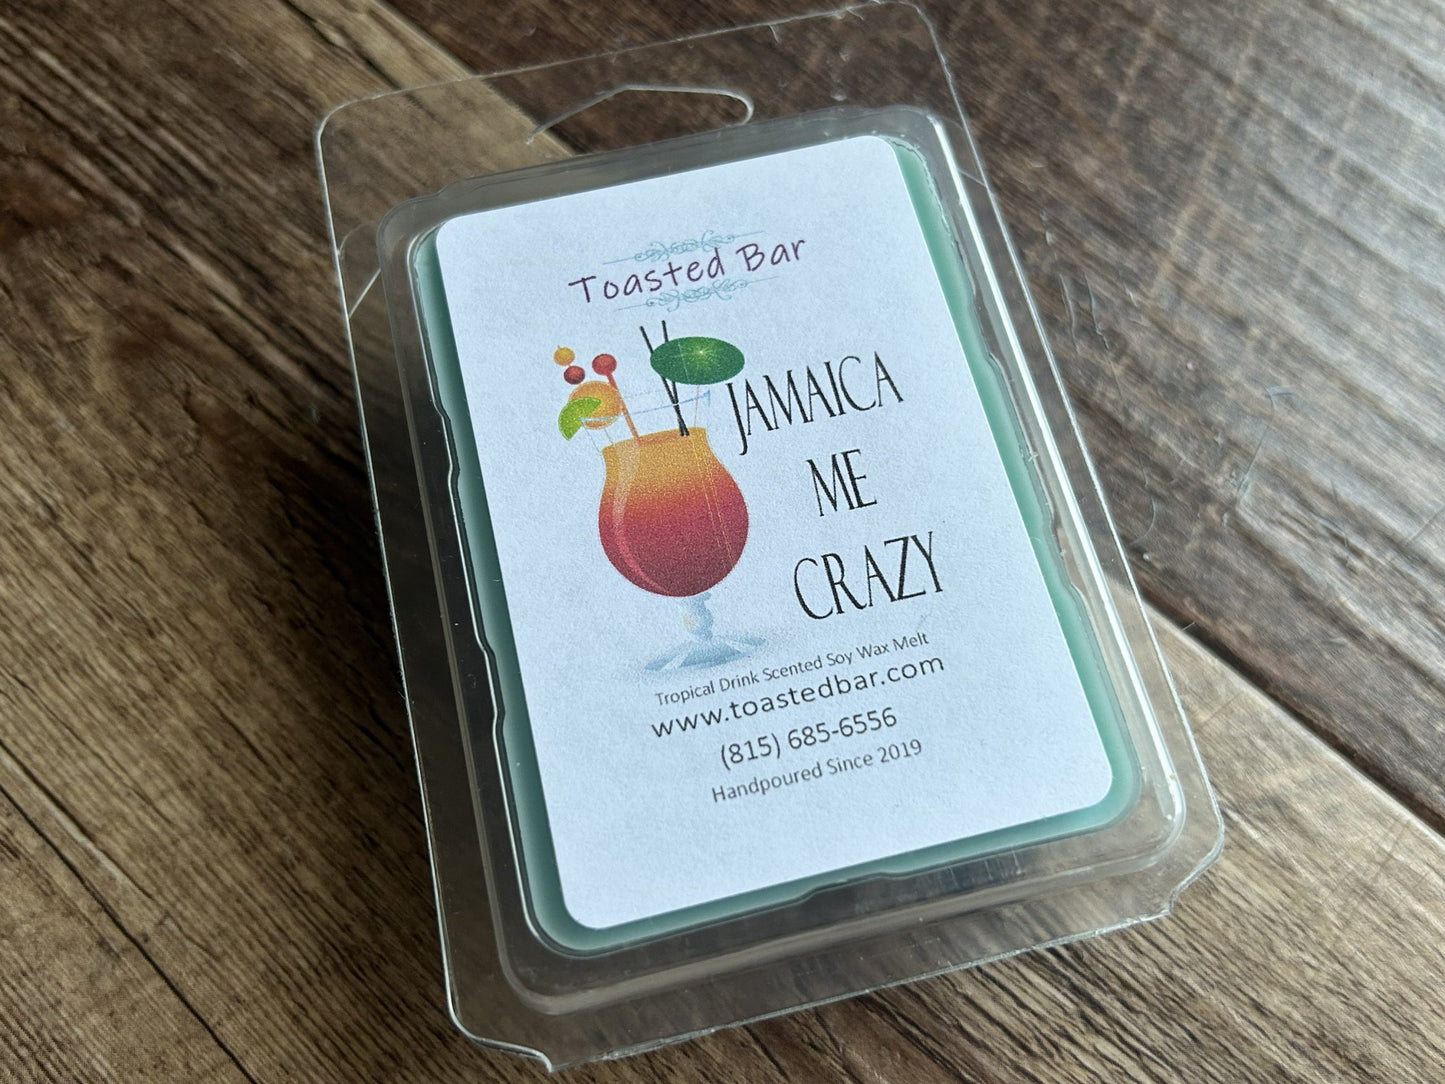 Toasted Bar
JAMAICA
ME
CRAZY
Tropical Drink Scented Soy Wax Melt
www.toastedbar.com
(815) 685-6556
Handpoured Since 2019